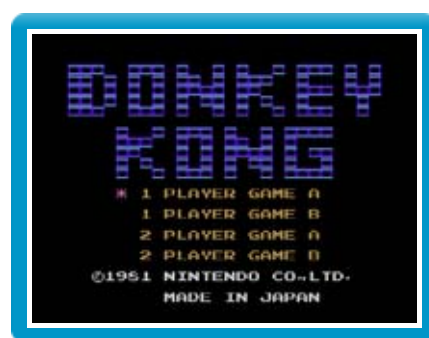 DONKEY
KONG
* 1 PLAYER GAME A
1 PLAYER GAME B
2 PLAYER GAME A
2 PLAYER GAME B
©1981 NINTENDO CO.,LTD.
MADE IN JAPAN